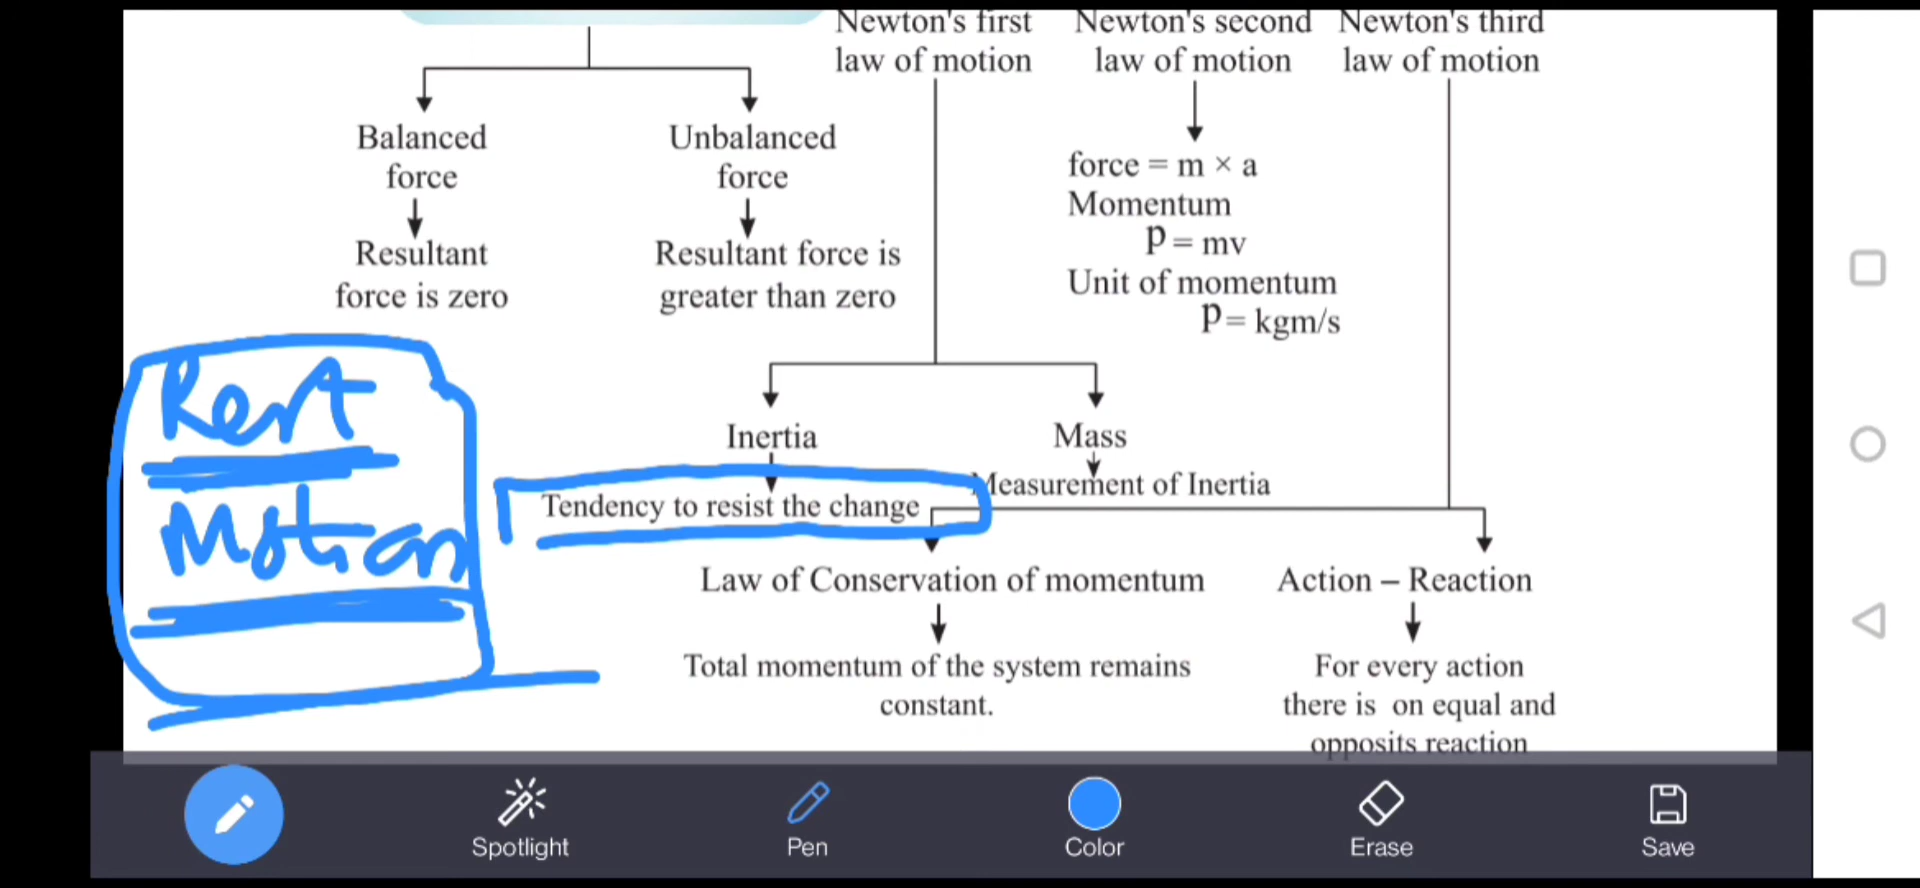 Newton's first
law of motion
Newton's second
law of motion
Newton's third
law of motion
Balanced
force
Unbalanced
force
force = m × a
Momentum
p = mv
Unit of momentum
p = kgm/s
Resultant
force is zero
Resultant force is
greater than zero
Rest
Motion
Inertia
Mass
Tendency to resist the change
Measurement of Inertia
Law of Conservation of momentum
Action – Reaction
Total momentum of the system remains
constant.
For every action
there is on equal and
opposits reaction
Spotlight
Pen
Color
Erase
Save